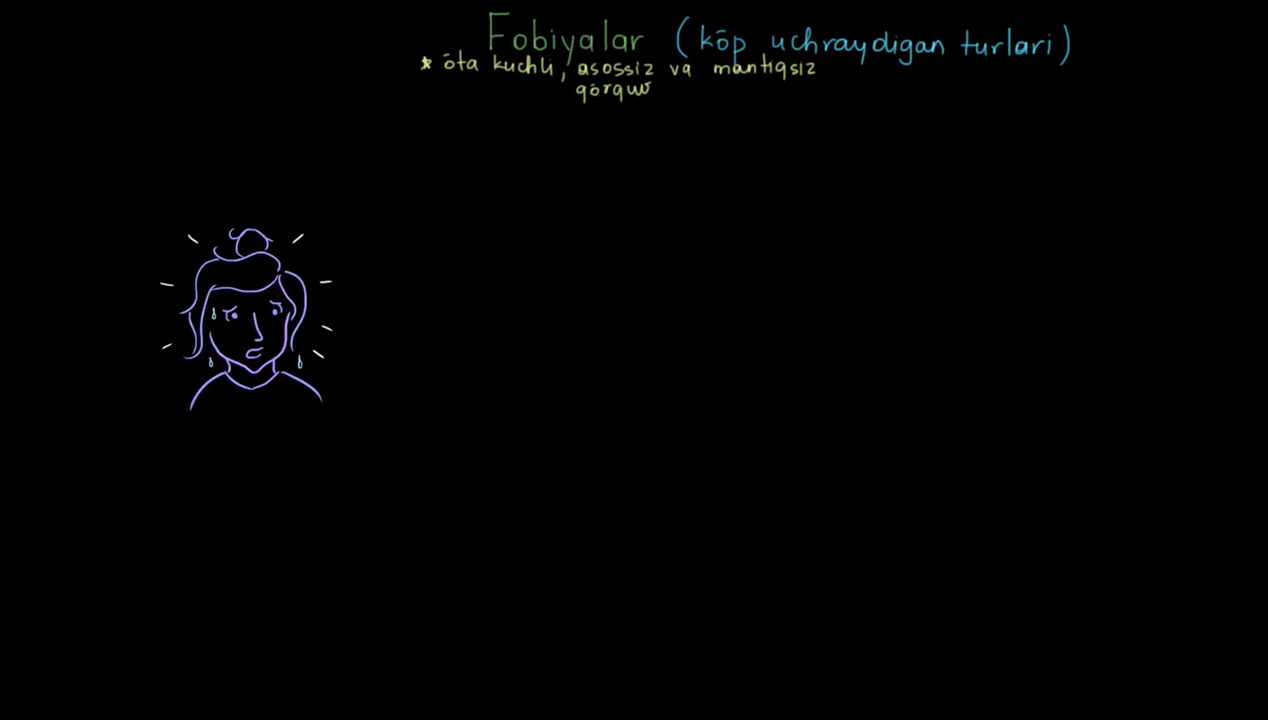 Fobiyalar (kōp uchraydigan turlari)
* ōta kuchli, asossiz va mantiqsiz
qōrquv